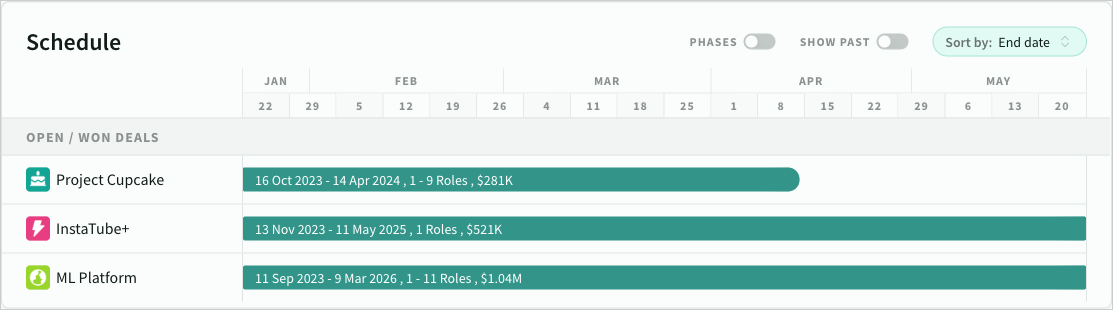 Schedule
PHASES
SHOW PAST
Sort by: End date
JAN FEB MAR APR MAY
22 29 5 12 19 26 4 11 18 25 1 8 15 22 29 6 13 20
OPEN / WON DEALS
Project Cupcake
16 Oct 2023 - 14 Apr 2024 , 1 - 9 Roles , $281K
InstaTube+
13 Nov 2023 - 11 May 2025 , 1 Roles , $521K
ML Platform
11 Sep 2023 - 9 Mar 2026 , 1 - 11 Roles , $1.04M